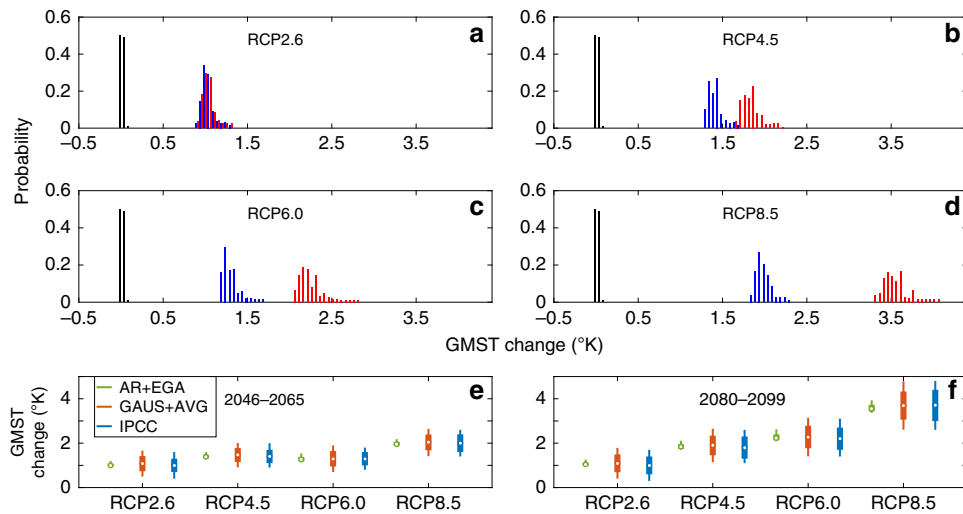 0.6 0.6
RCP2.6 a RCP4.5 b
0.4 0.4
0.2 0.2
0 0
–0.5 0.5 1.5 2.5 3.5 –0.5 0.5 1.5 2.5 3.5
Probability
0.6 0.6
RCP6.0 c RCP8.5 d
0.4 0.4
0.2 0.2
0 0
–0.5 0.5 1.5 2.5 3.5 –0.5 0.5 1.5 2.5 3.5
GMST change (°K)
GMST
change (°K)
AR+EGA
GAUS+AVG
IPCC
2046–2065 e 2080–2099 f
4 4
2 2
0 0
RCP2.6 RCP4.5 RCP6.0 RCP8.5 RCP2.6 RCP4.5 RCP6.0 RCP8.5